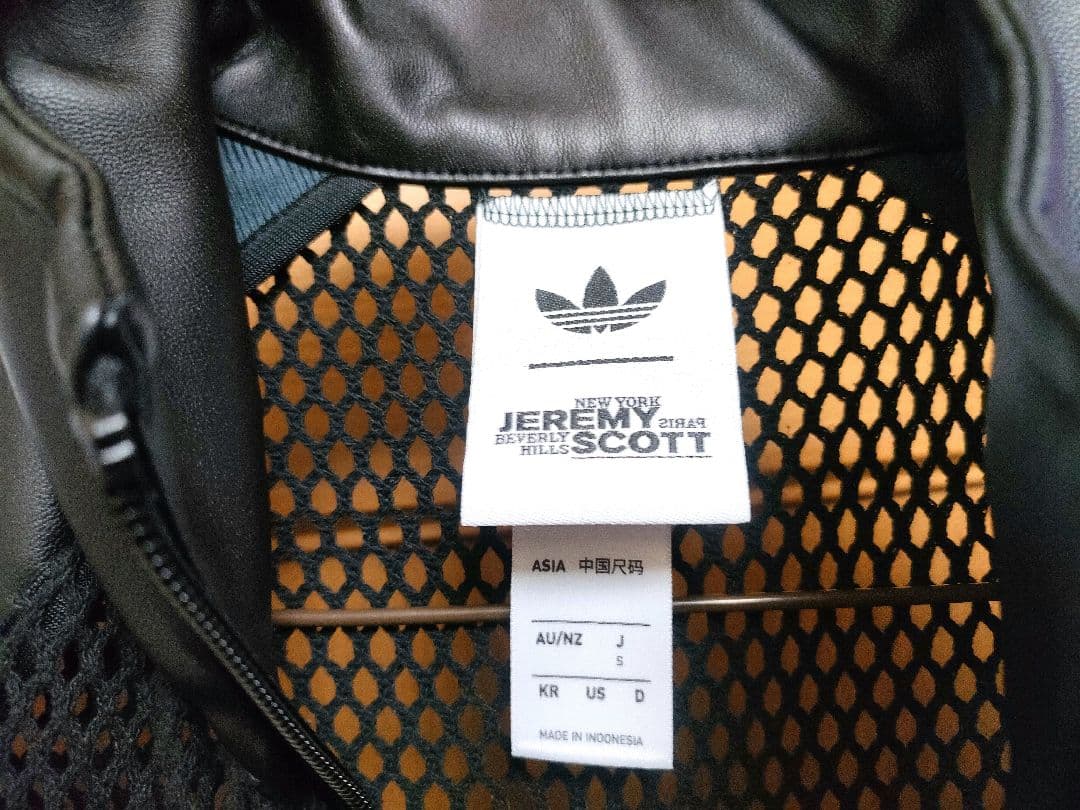 NEW YORK
JEREMY PARIS
BEVERLY SCOTT
HILLS
ASIA 中国尺码
AU/NZ J
S
KR US D
MADE IN INDONESIA